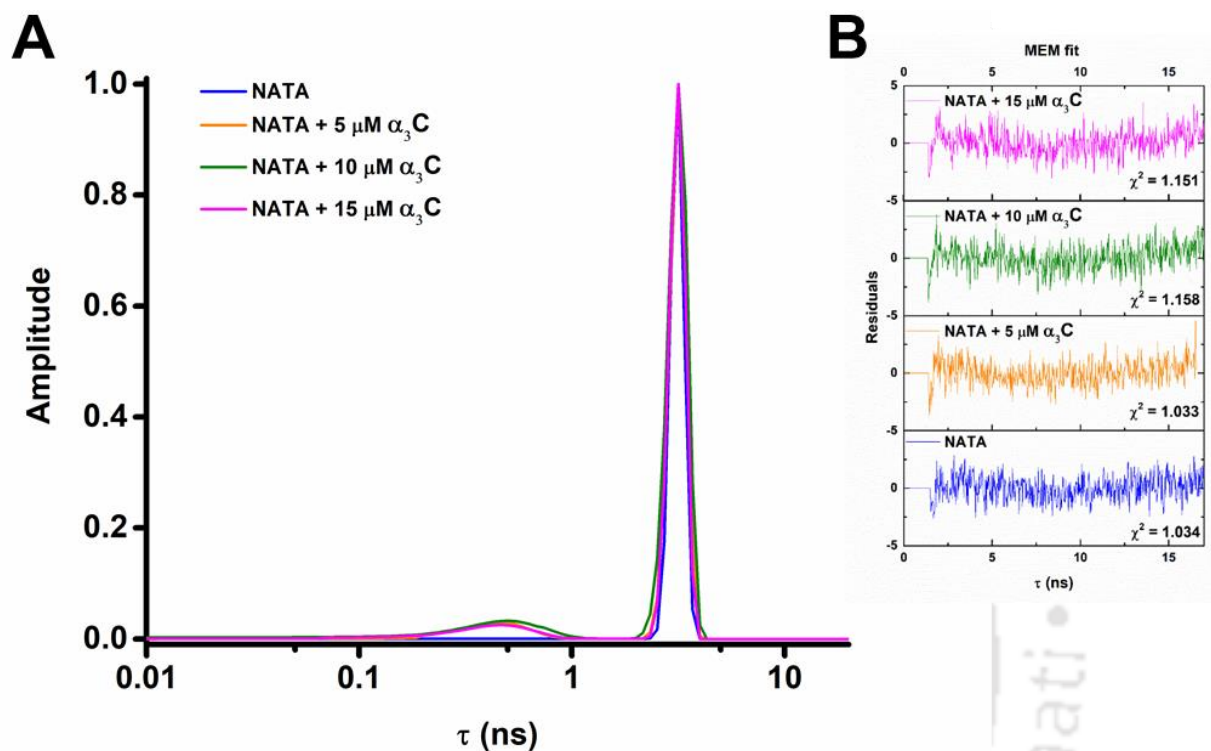 A
1.0
0.8
0.6
0.4
0.2
0.0
Amplitude
NATA
NATA + 5 μM α₃C
NATA + 10 μM α₃C
NATA + 15 μM α₃C
0.01 0.1 1 10
τ (ns)
B
MEM fit
0 5 10 15
5
0
-5
NATA + 15 μM α₃C
χ² = 1.151
0
-5
NATA + 10 μM α₃C
χ² = 1.158
Residuals
0
-5
NATA + 5 μM α₃C
χ² = 1.033
0
-5
NATA
χ² = 1.034
0 5 10 15
τ (ns)